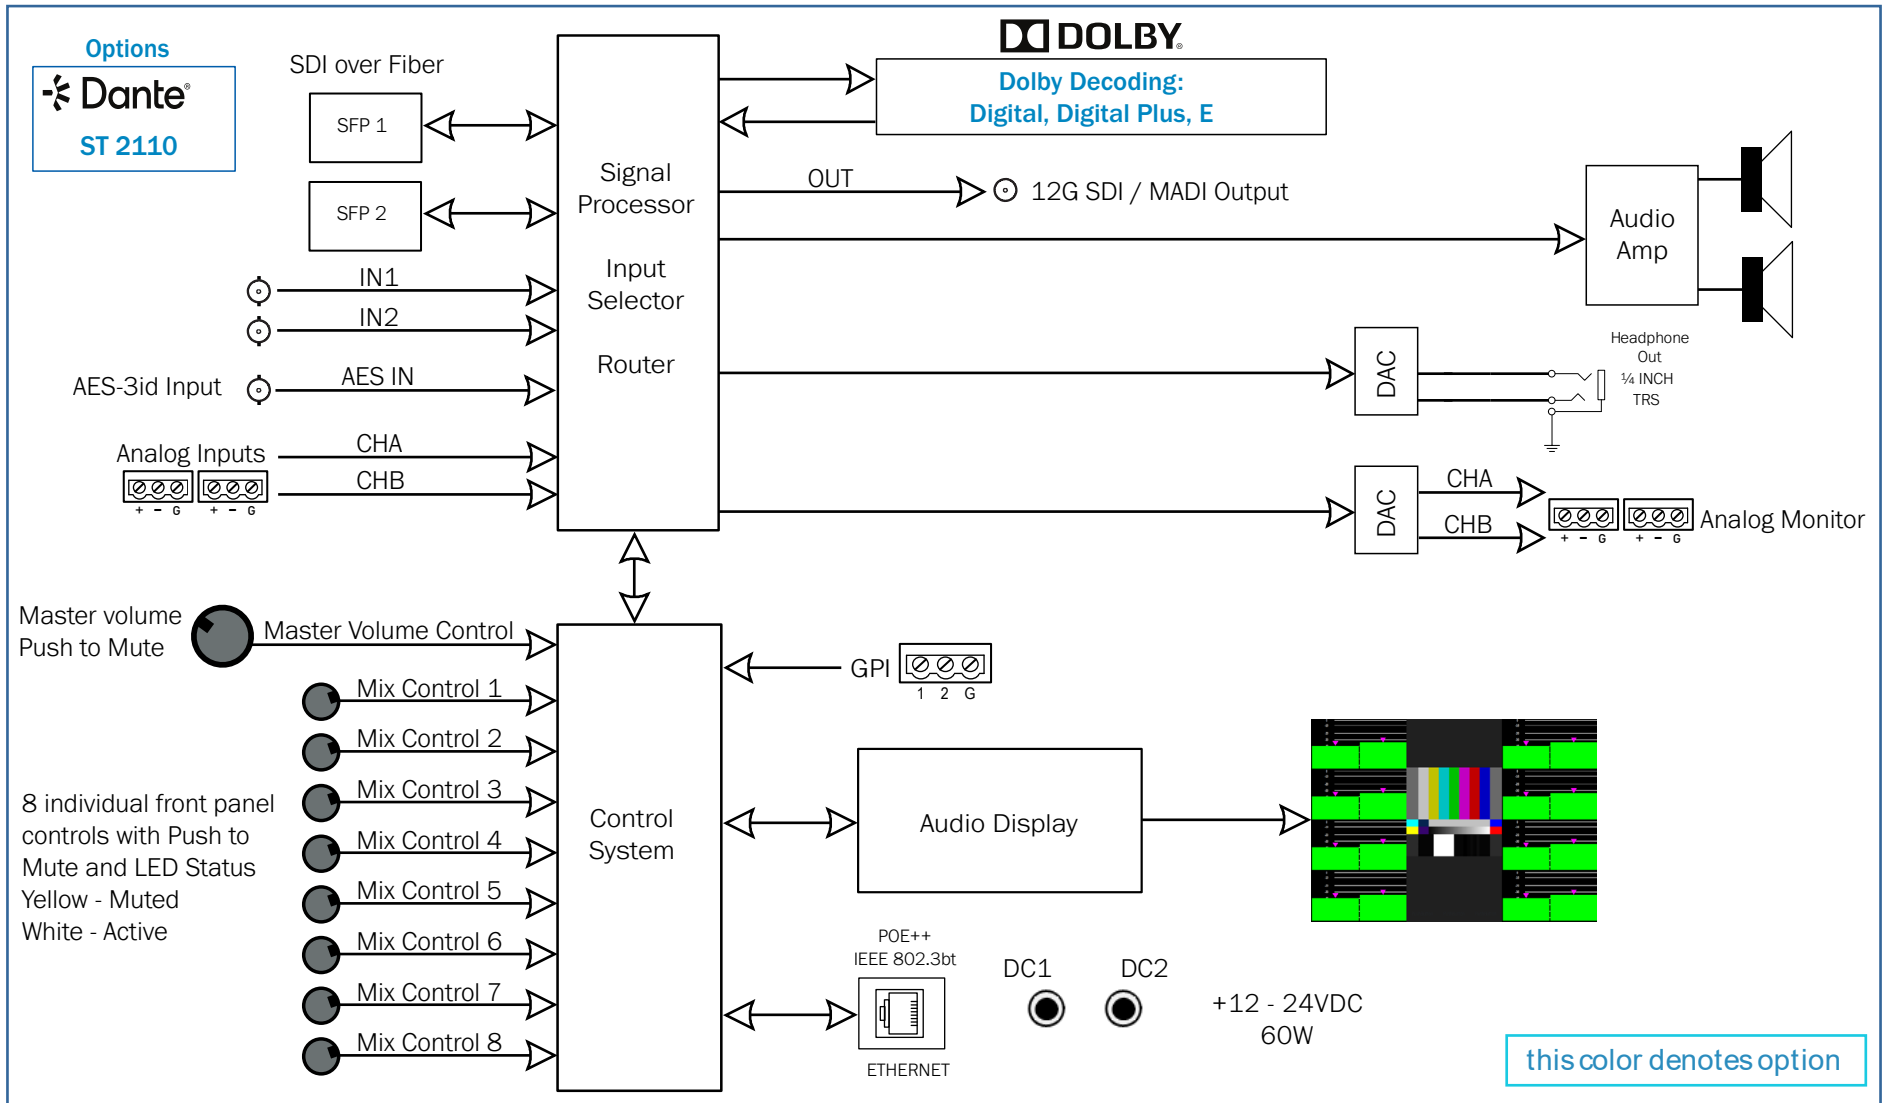 Options
Dante®
ST 2110
SDI over Fiber
SFP 1
SFP 2
IN1
IN2
AES-3id Input
AES IN
Analog Inputs
CHA
CHB
+ - G + - G
Signal
Processor
Input
Selector
Router
DOLBY®
Dolby Decoding:
Digital, Digital Plus, E
OUT
12G SDI / MADI Output
Audio
Amp
DAC
Headphone
Out
¼ INCH
TRS
DAC
CHA
CHB
+ - G + - G
Analog Monitor
Master volume
Push to Mute
Master Volume Control
Mix Control 1
Mix Control 2
Mix Control 3
Mix Control 4
Mix Control 5
Mix Control 6
Mix Control 7
Mix Control 8
8 individual front panel
controls with Push to
Mute and LED Status
Yellow - Muted
White - Active
Control
System
GPI
1 2 G
Audio Display
POE++
IEEE 802.3bt
ETHERNET
DC1
DC2
+12 - 24VDC
60W
this color denotes option